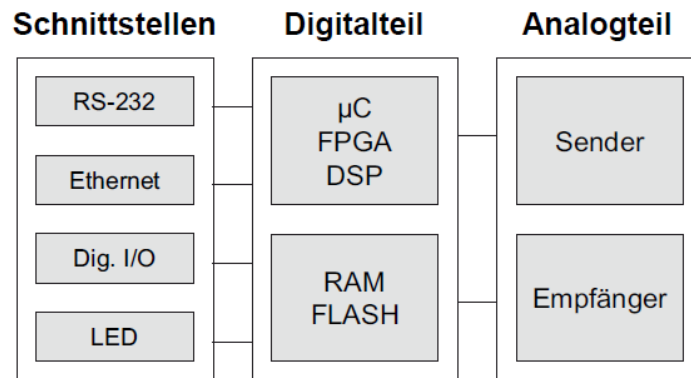 Schnittstellen
Digitalteil
Analogteil
RS-232
Ethernet
Dig. I/O
LED
µC
FPGA
DSP
RAM
FLASH
Sender
Empfänger